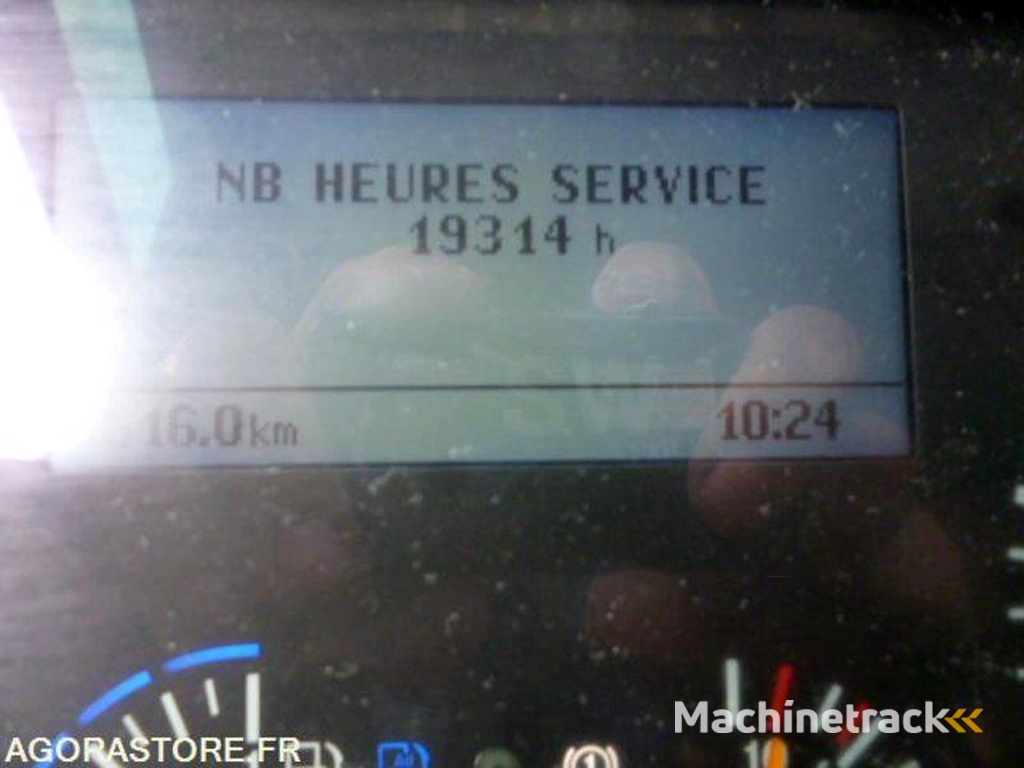 NB HEURES SERVICE
19314 h
16.0km 10:24
Machinetrack
AGORASTORE.FR